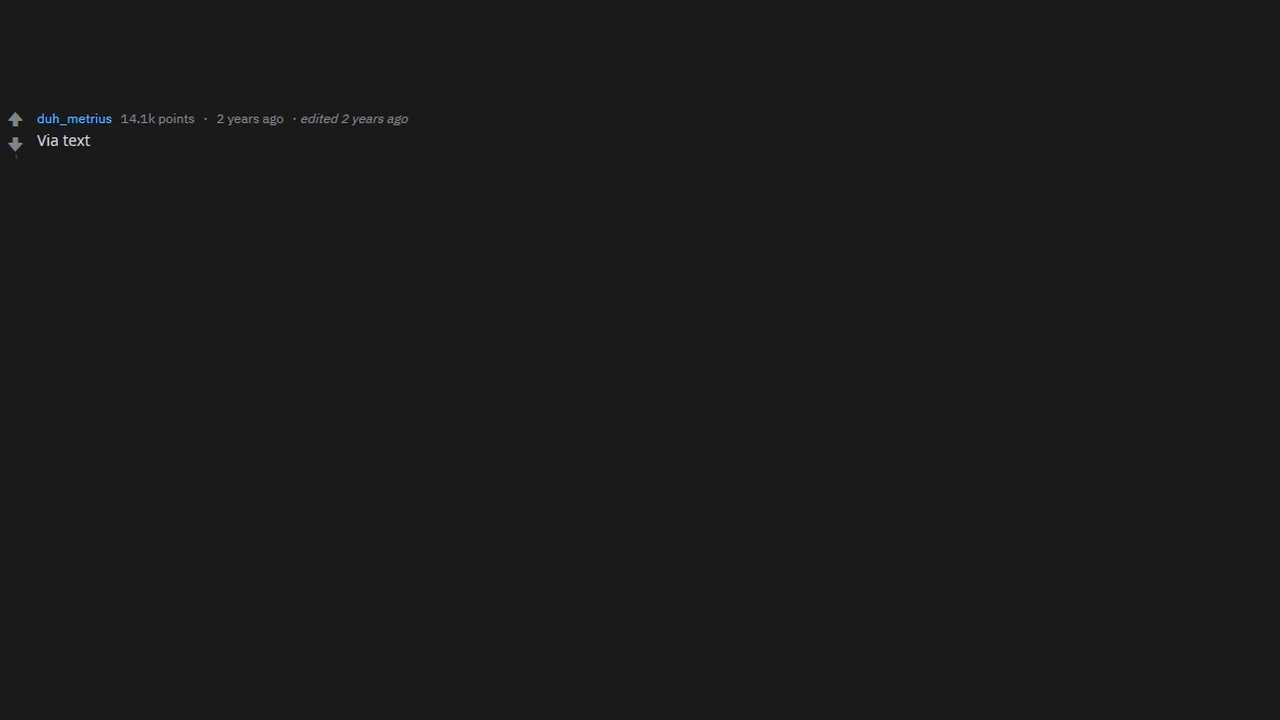 duh_metrius 14.1k points · 2 years ago · edited 2 years ago
Via text